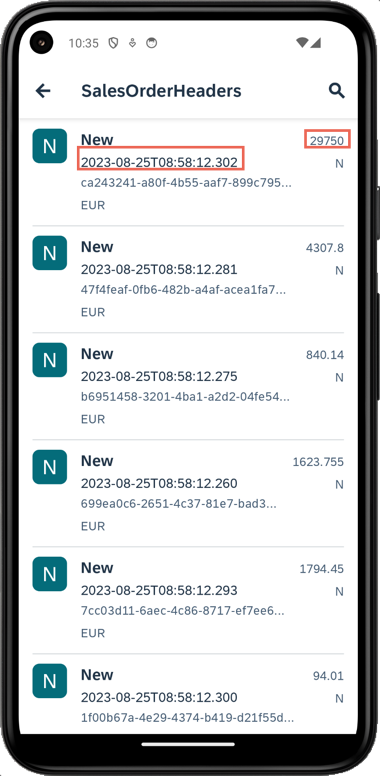 10:35
SalesOrderHeaders
N New 29750
2023-08-25T08:58:12.302 N
ca243241-a80f-4b55-aaf7-899c795...
EUR
N New 4307.8
2023-08-25T08:58:12.281 N
47f4feaf-0fb6-482b-a4af-acea1fa7...
EUR
N New 840.14
2023-08-25T08:58:12.275 N
b6951458-3201-4ba1-a2d2-04fe54...
EUR
N New 1623.755
2023-08-25T08:58:12.260 N
699ea0c6-2651-4c37-81e7-bad3...
EUR
N New 1794.45
2023-08-25T08:58:12.293 N
7cc03d11-6aec-4c86-8717-ef7ee6...
EUR
N New 94.01
2023-08-25T08:58:12.300 N
1f00b67a-4e29-4374-b419-d21f55d...